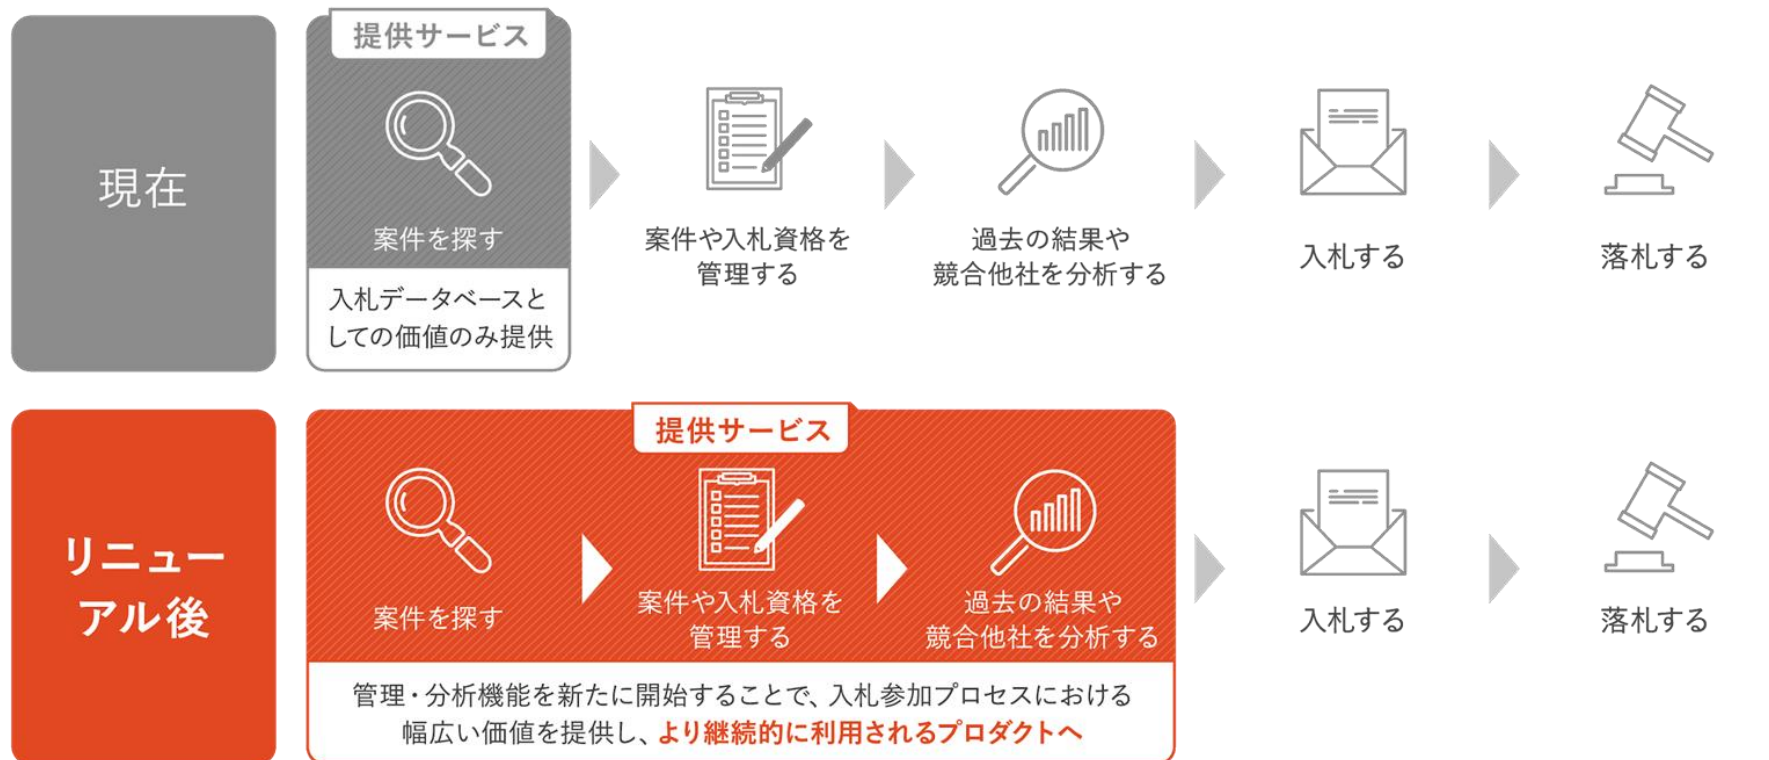 現在
提供サービス
案件を探す
入札データベースと
しての価値のみ提供
案件や入札資格を
管理する
過去の結果や
競合他社を分析する
入札する
落札する
リニュー
アル後
提供サービス
案件を探す
案件や入札資格を
管理する
過去の結果や
競合他社を分析する
管理・分析機能を新たに開始することで、入札参加プロセスにおける
幅広い価値を提供し、より継続的に利用されるプロダクトへ
入札する
落札する